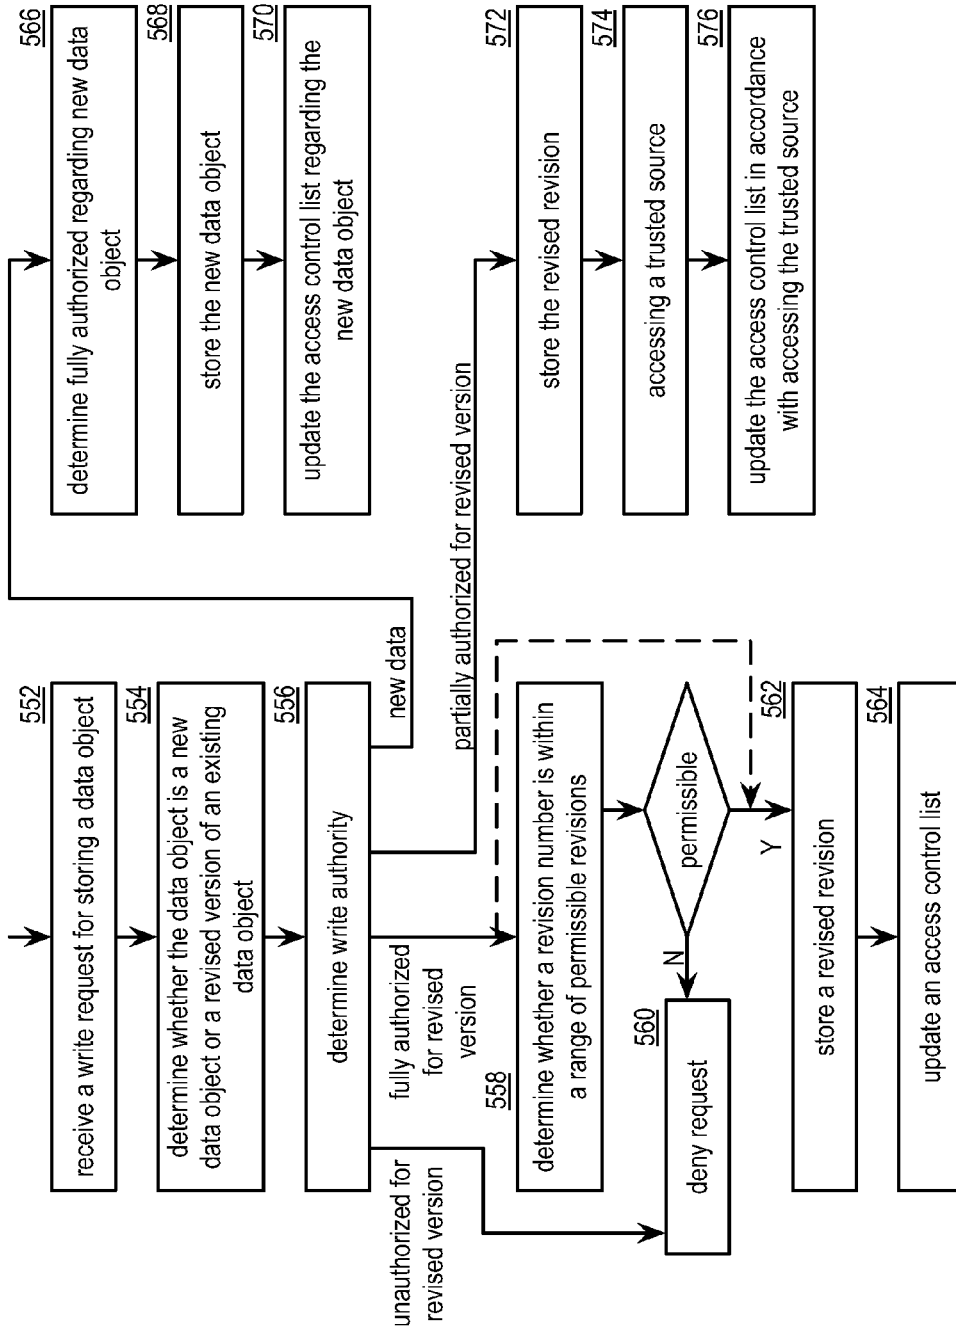 552
receive a write request for storing a data object
554
determine whether the data object is a new
data object or a revised version of an existing
data object
556
determine write authority
unauthorized for
revised version
fully authorized
for revised
version
partially authorized for revised version
new data
558
determine whether a revision number is within
a range of permissible revisions
permissible
N
Y
560
deny request
562
store a revised revision
564
update an access control list
566
determine fully authorized regarding new data
object
568
store the new data object
570
update the access control list regarding the
new data object
572
store the revised revision
574
accessing a trusted source
576
update the access control list in accordance
with accessing the trusted source